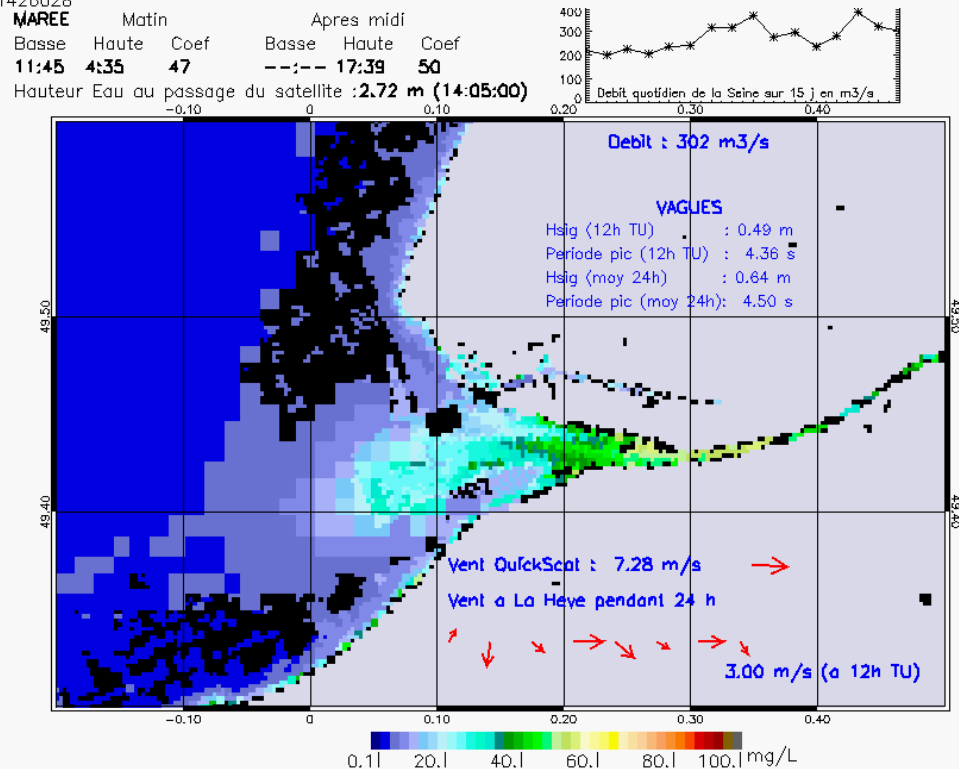 MAREE Matin Apres midi
Basse Haute Coef Basse Haute Coef
11:45 4:35 47 --:-- 17:39 50
Hauteur Eau au passage du satellite :2.72 m (14:05:00)
400
300
200
100
0
Debit quotidien de la Seine sur 15 j en m3/s
-0.10 0 0.10 0.20 0.30 0.40
Debit : 302 m3/s
VAGUES
Hsig (12h TU) : 0.49 m
Periode pic (12h TU) : 4.36 s
Hsig (moy 24h) : 0.64 m
Periode pic (moy 24h): 4.50 s
49.50 49.50
49.40 49.40
Vent QuickScat : 7.28 m/s
Vent a La Heve pendant 24 h
3.00 m/s (a 12h TU)
-0.10 0 0.10 0.20 0.30 0.40
0.1| 20.| 40.| 60.| 80.| 100.| mg/L